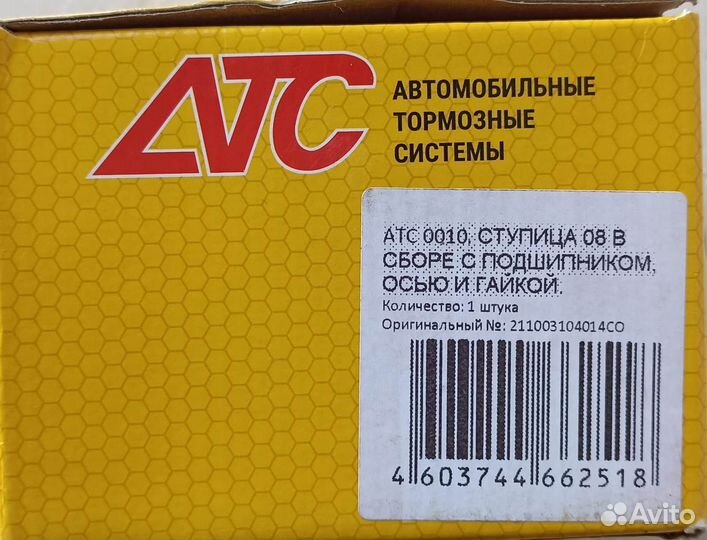 АТС
АВТОМОБИЛЬНЫЕ
ТОРМОЗНЫЕ
СИСТЕМЫ
АТС 0010, СТУПИЦА 08 В
СБОРЕ С ПОДШИПНИКОМ,
ОСЬЮ И ГАЙКОЙ,
Количество: 1 штука
Оригинальный №: 211003104014СО
4 603744 662518
Avito